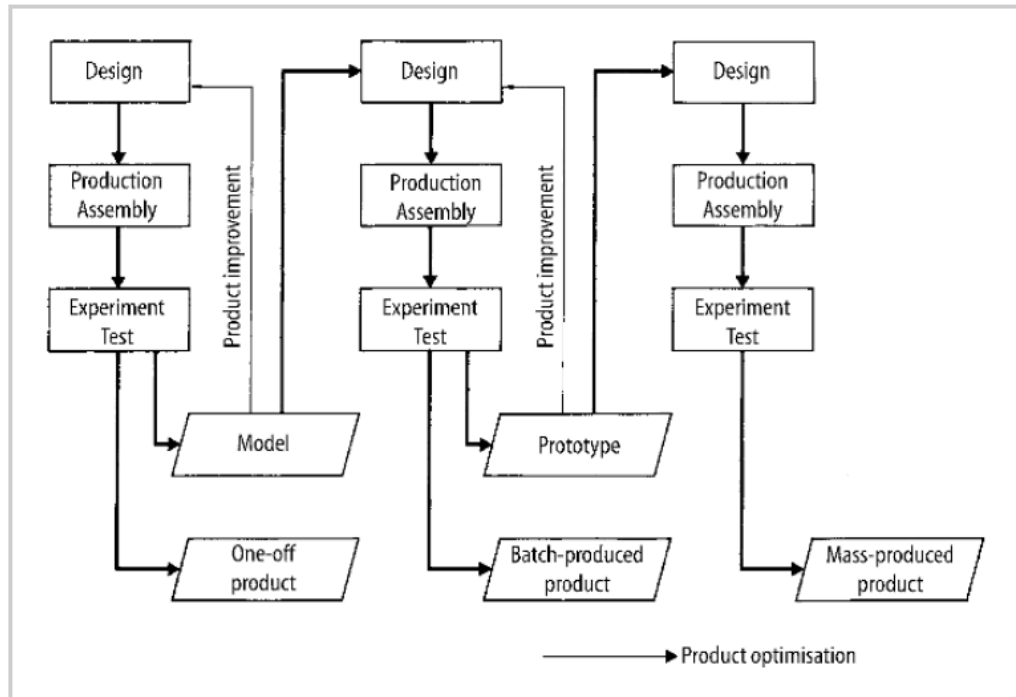 Design
Design
Design
Production
Assembly
Production
Assembly
Production
Assembly
Product improvement
Product improvement
Experiment
Test
Experiment
Test
Experiment
Test
Model
Prototype
One-off
product
Batch-produced
product
Mass-produced
product
Product optimisation